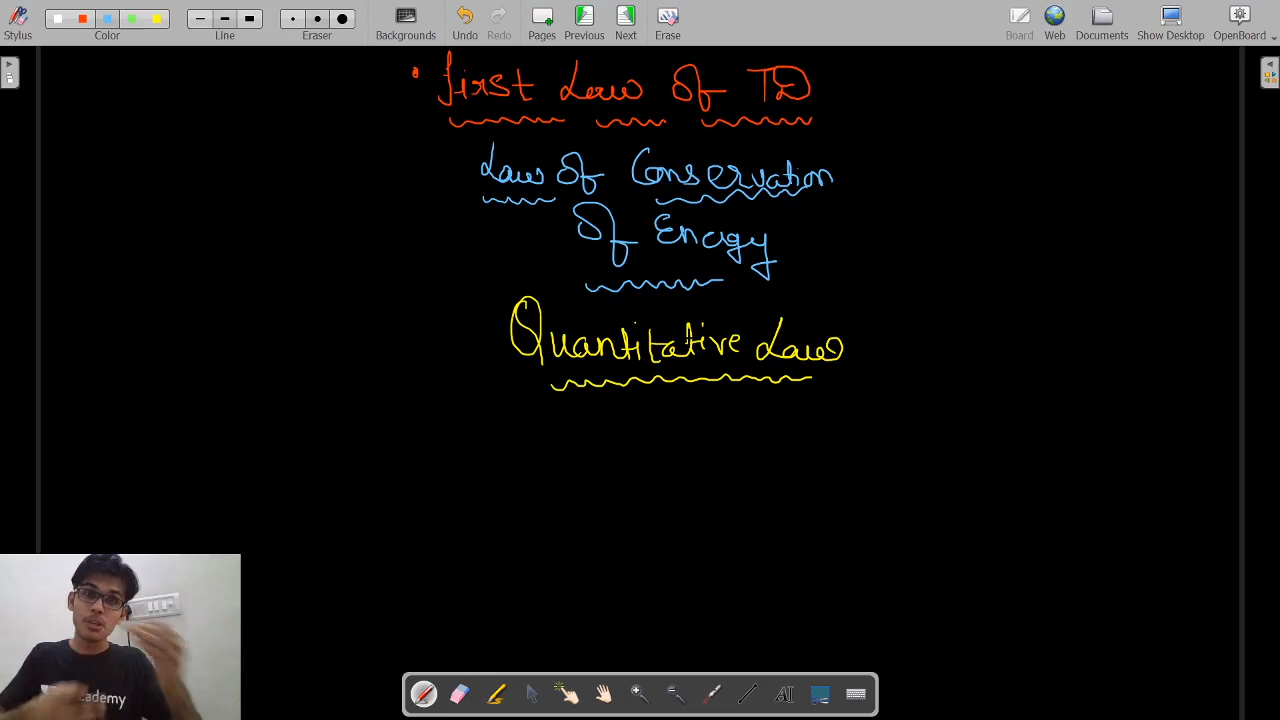 Stylus
Color
Line
Eraser
Backgrounds
Undo
Redo
Pages
Previous
Next
Erase
Board
Web
Documents
Show Desktop
OpenBoard
First Law of TD
Law of Conservation
of Energy
Quantitative Law
academy